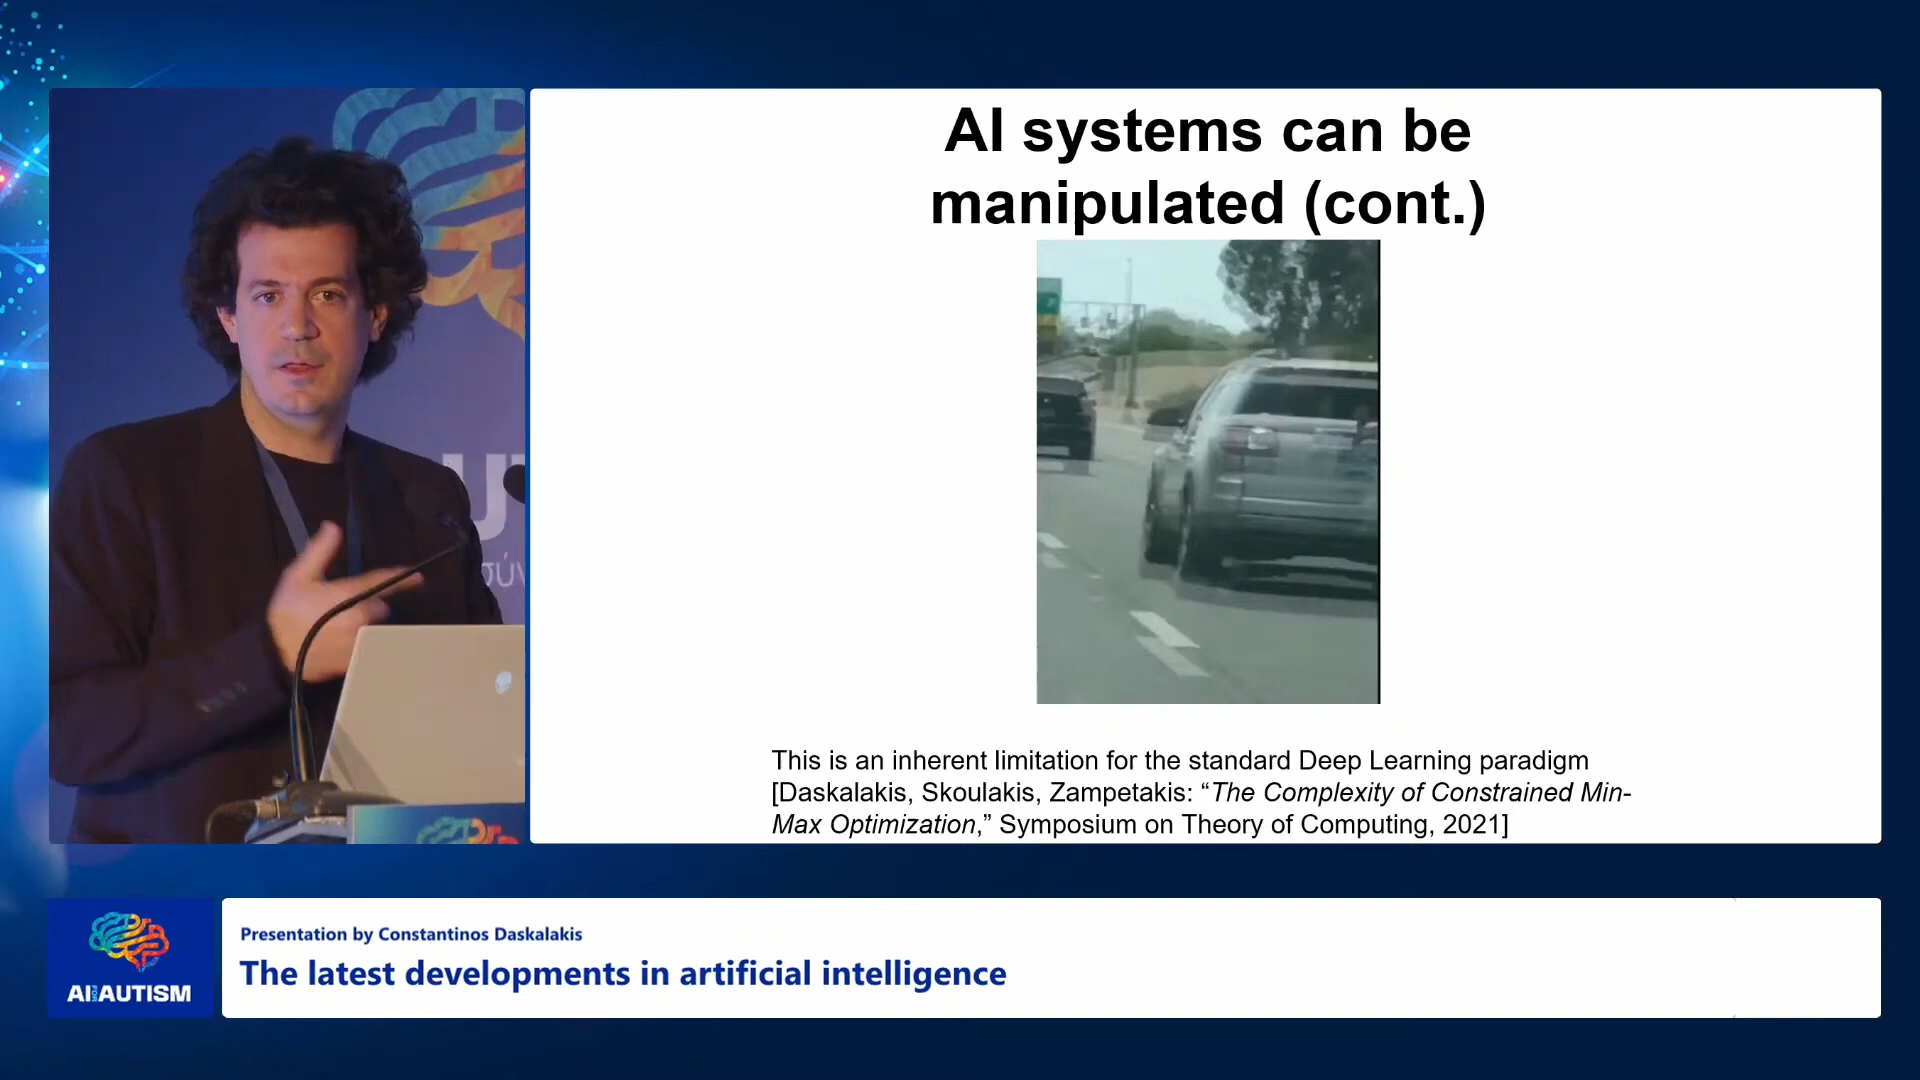 AI systems can be
manipulated (cont.)
This is an inherent limitation for the standard Deep Learning paradigm
[Daskalakis, Skoulakis, Zampetakis: “The Complexity of Constrained Min-
Max Optimization,” Symposium on Theory of Computing, 2021]
Presentation by Constantinos Daskalakis
The latest developments in artificial intelligence
AI FOR AUTISM